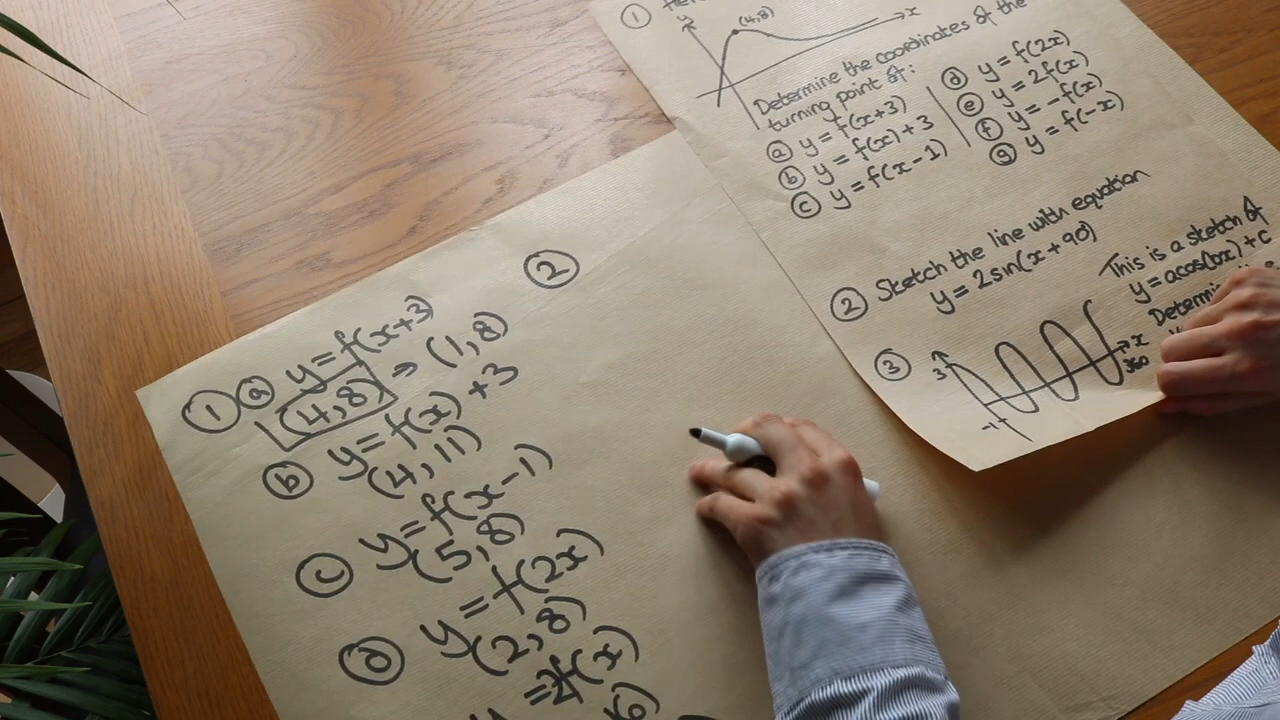 ①
y
(4,8)
x
Determine the coordinates of the
turning point of:
ⓐ y = f(x+3)
ⓑ y = f(x)+3
ⓒ y = f(x-1)
ⓓ y = f(2x)
ⓔ y = 2f(x)
ⓕ y = -f(x)
ⓖ y = f(-x)
② Sketch the line with equation
y = 2sin(x+90)
③
3
-1
x
360
This is a sketch of
y = acos(bx)+c
① ⓐ y = f(x+3)
(4,8) → (1,8)
ⓑ y = f(x) + 3
(4,11)
ⓒ y = f(x-1)
(5,8)
ⓓ y = f(2x)
(2,8)
y = 2f(x)
②